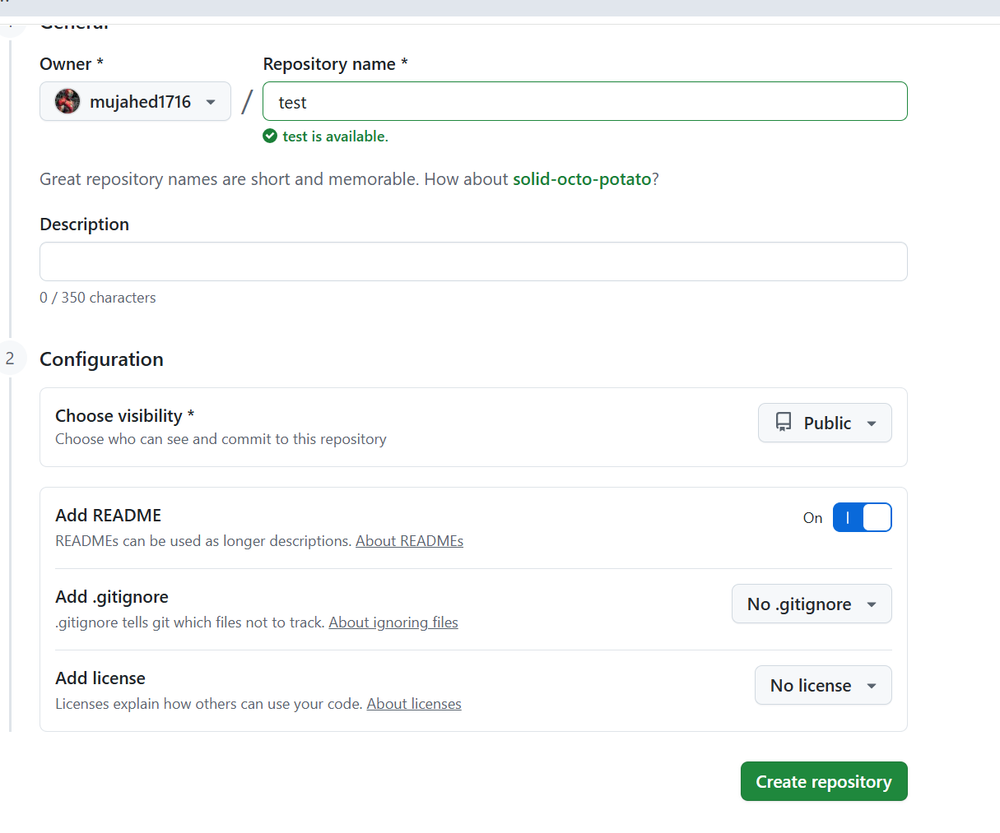 General
Owner *
Repository name *
mujahed1716
/
test
test is available.
Great repository names are short and memorable. How about solid-octo-potato?
Description
0 / 350 characters
2
Configuration
Choose visibility *
Choose who can see and commit to this repository
Public
Add README
READMEs can be used as longer descriptions. About READMEs
On
Add .gitignore
.gitignore tells git which files not to track. About ignoring files
No .gitignore
Add license
Licenses explain how others can use your code. About licenses
No license
Create repository